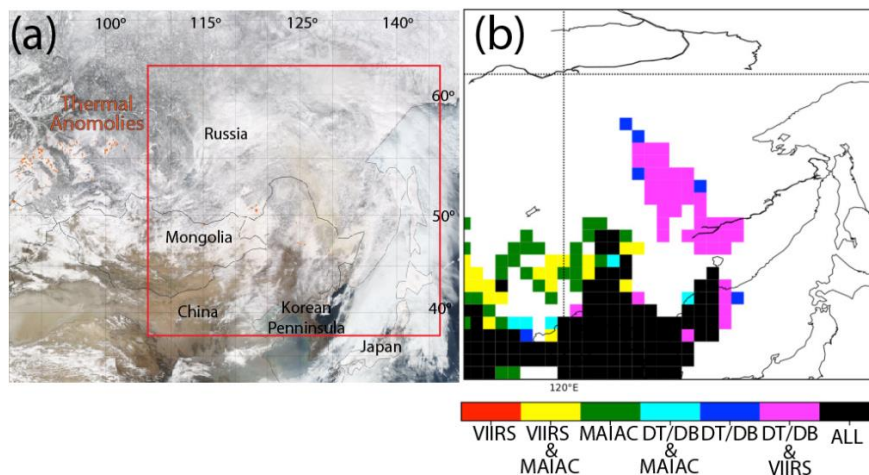 (a)
100° 115° 125° 140°
Thermal
Anomolies
60°
Russia
50°
Mongolia
China
Korean
Penninsula
40°
Japan
(b)
120°E
VIIRS
VIIRS
&
MAIAC
MAIAC
DT/DB
&
MAIAC
DT/DB
DT/DB
&
VIIRS
ALL